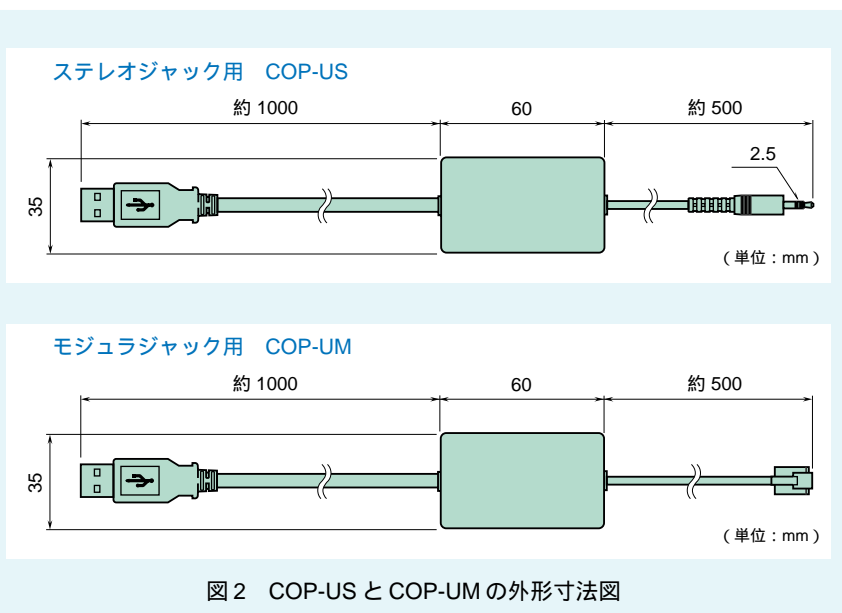 ステレオジャック用　COP-US
約 1000
60
約 500
2.5
35
（単位：mm）
モジュラジャック用　COP-UM
約 1000
60
約 500
35
（単位：mm）
図2　COP-US と COP-UM の外形寸法図